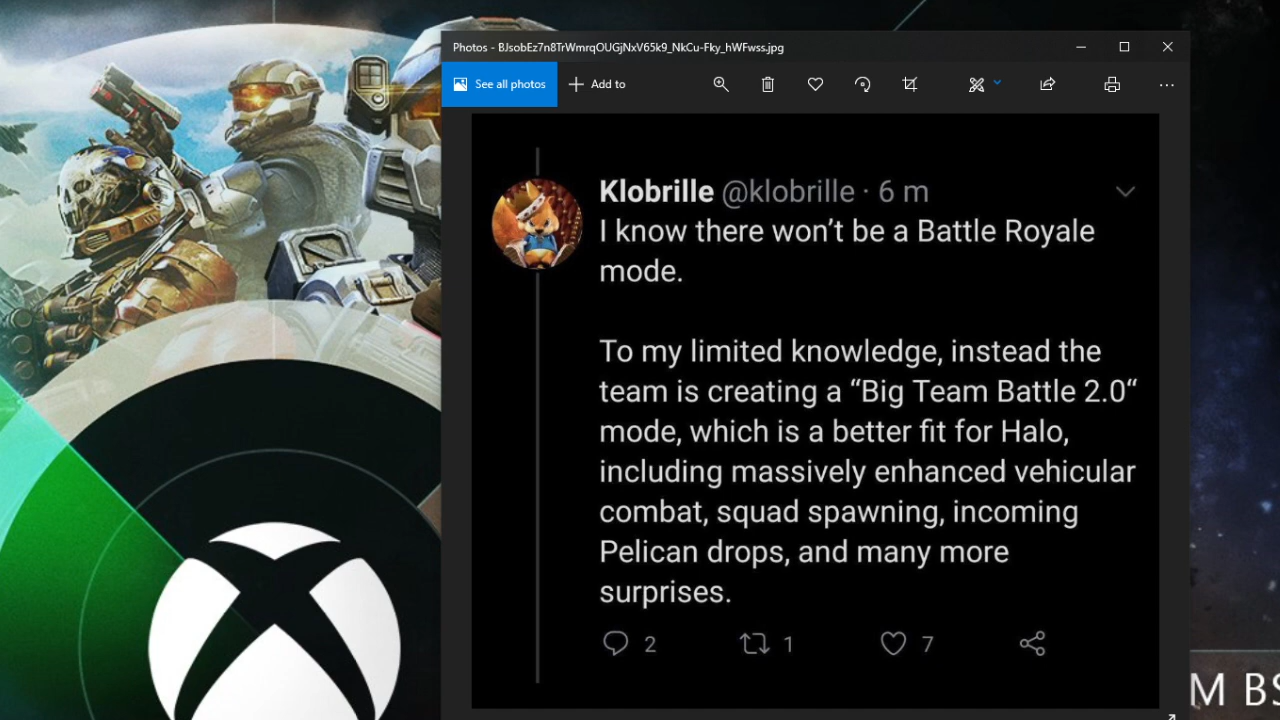 Photos - BJsobEz7n8TrWmrqOUGjNxV65k9_NkCu-Fky_hWFwss.jpg
See all photos
Add to
Klobrille @klobrille · 6 m
I know there won’t be a Battle Royale
mode.
To my limited knowledge, instead the
team is creating a “Big Team Battle 2.0“
mode, which is a better fit for Halo,
including massively enhanced vehicular
combat, squad spawning, incoming
Pelican drops, and many more
surprises.
2 1 7
M BS